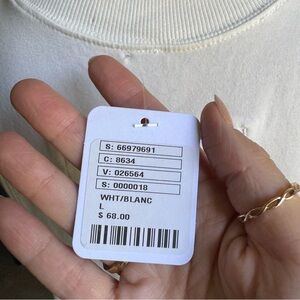 S: 66979691
C: 8634
V: 026564
S: 0000018
WHT/BLANC
L
$ 68.00